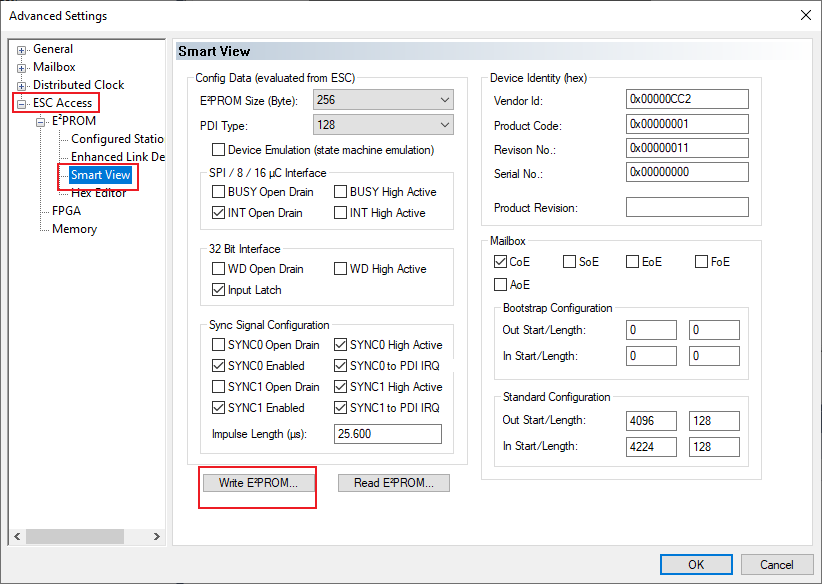 Advanced Settings
General
Mailbox
Distributed Clock
ESC Access
E²PROM
Configured Statio
Enhanced Link De
Smart View
Hex Editor
FPGA
Memory
Smart View
Config Data (evaluated from ESC)
E²PROM Size (Byte): 256
PDI Type: 128
Device Emulation (state machine emulation)
SPI / 8 / 16 µC Interface
BUSY Open Drain BUSY High Active
INT Open Drain INT High Active
32 Bit Interface
WD Open Drain WD High Active
Input Latch
Sync Signal Configuration
SYNC0 Open Drain SYNC0 High Active
SYNC0 Enabled SYNC0 to PDI IRQ
SYNC1 Open Drain SYNC1 High Active
SYNC1 Enabled SYNC1 to PDI IRQ
Impulse Length (µs): 25.600
Write E²PROM... Read E²PROM...
Device Identity (hex)
Vendor Id: 0x00000CC2
Product Code: 0x00000001
Revison No.: 0x00000011
Serial No.: 0x00000000
Product Revision:
Mailbox
CoE SoE EoE FoE
AoE
Bootstrap Configuration
Out Start/Length: 0 0
In Start/Length: 0 0
Standard Configuration
Out Start/Length: 4096 128
In Start/Length: 4224 128
OK Cancel